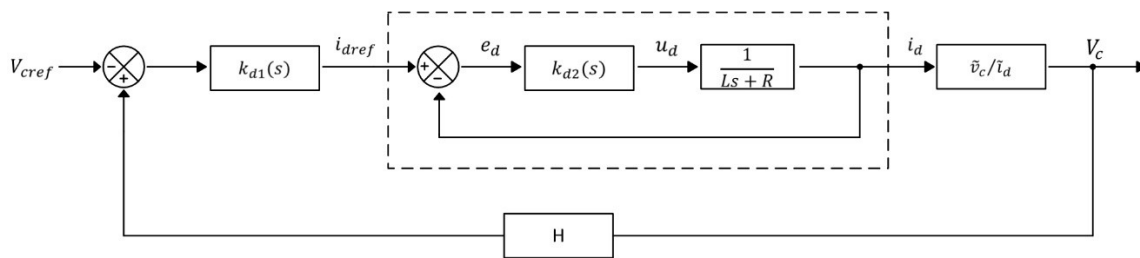 V_cref
−
+
k_d1(s)
i_dref
+
−
e_d
k_d2(s)
u_d
1
Ls + R
i_d
ṽ_c/ĩ_d
V_c
H